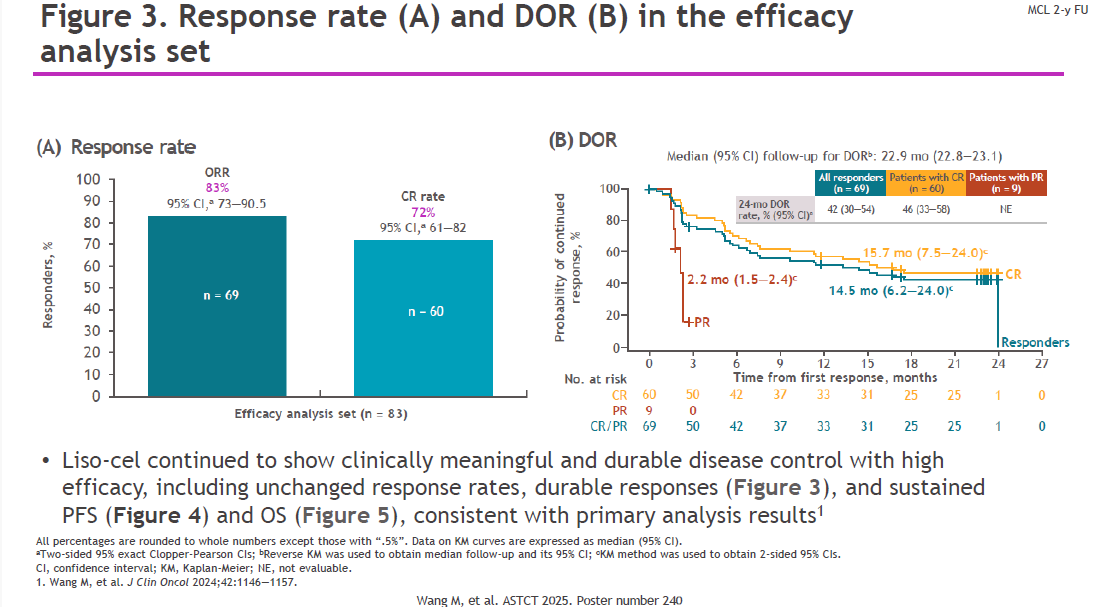 Figure 3. Response rate (A) and DOR (B) in the efficacy
analysis set
MCL 2-y FU
(A) Response rate
Responders, %
100
90
80
70
60
50
40
30
20
10
0
ORR
83%
95% CI,ᵃ 73–90.5
n = 69
CR rate
72%
95% CI,ᵃ 61–82
n – 60
Efficacy analysis set (n = 83)
(B) DOR
Median (95% CI) follow-up for DORᵇ: 22.9 mo (22.8–23.1)
All responders (n = 69)
Patients with CR (n = 60)
Patients with PR (n = 9)
24-mo DOR rate, % (95% CI)ᶜ
42 (30–54)
46 (33–58)
NE
Probability of continued
response, %
100
80
60
40
20
0
15.7 mo (7.5–24.0)ᶜ
CR
2.2 mo (1.5–2.4)ᶜ
14.5 mo (6.2–24.0)ᶜ
PR
Responders
0 3 6 9 12 15 18 21 24 27
Time from first response, months
No. at risk
CR 60 50 42 37 33 31 25 25 1 0
PR 9 0
CR/PR 69 50 42 37 33 31 25 25 1 0
• Liso-cel continued to show clinically meaningful and durable disease control with high
efficacy, including unchanged response rates, durable responses (Figure 3), and sustained
PFS (Figure 4) and OS (Figure 5), consistent with primary analysis results¹
All percentages are rounded to whole numbers except those with “.5%”. Data on KM curves are expressed as median (95% CI).
ᵃTwo-sided 95% exact Clopper-Pearson CIs; ᵇReverse KM was used to obtain median follow-up and its 95% CI; ᶜKM method was used to obtain 2-sided 95% CIs.
CI, confidence interval; KM, Kaplan-Meier; NE, not evaluable.
1. Wang M, et al. J Clin Oncol 2024;42:1146–1157.
Wang M, et al. ASTCT 2025. Poster number 240